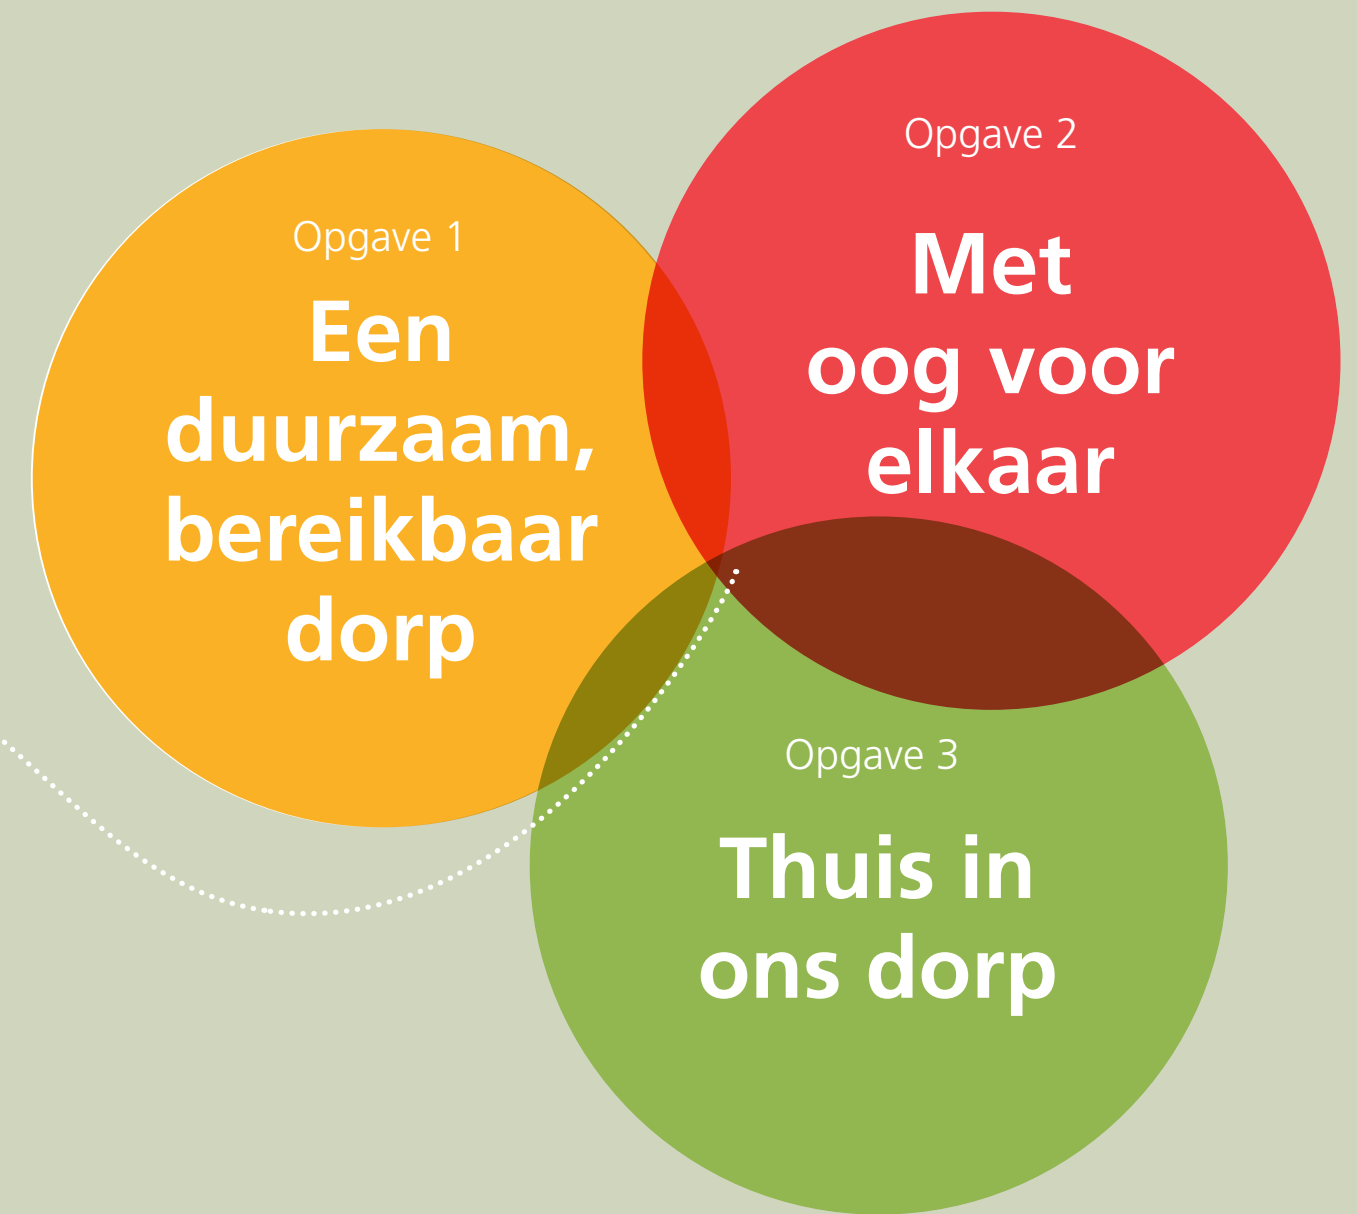 Opgave 1
Een
duurzaam,
bereikbaar
dorp
Opgave 2
Met
oog voor
elkaar
Opgave 3
Thuis in
ons dorp